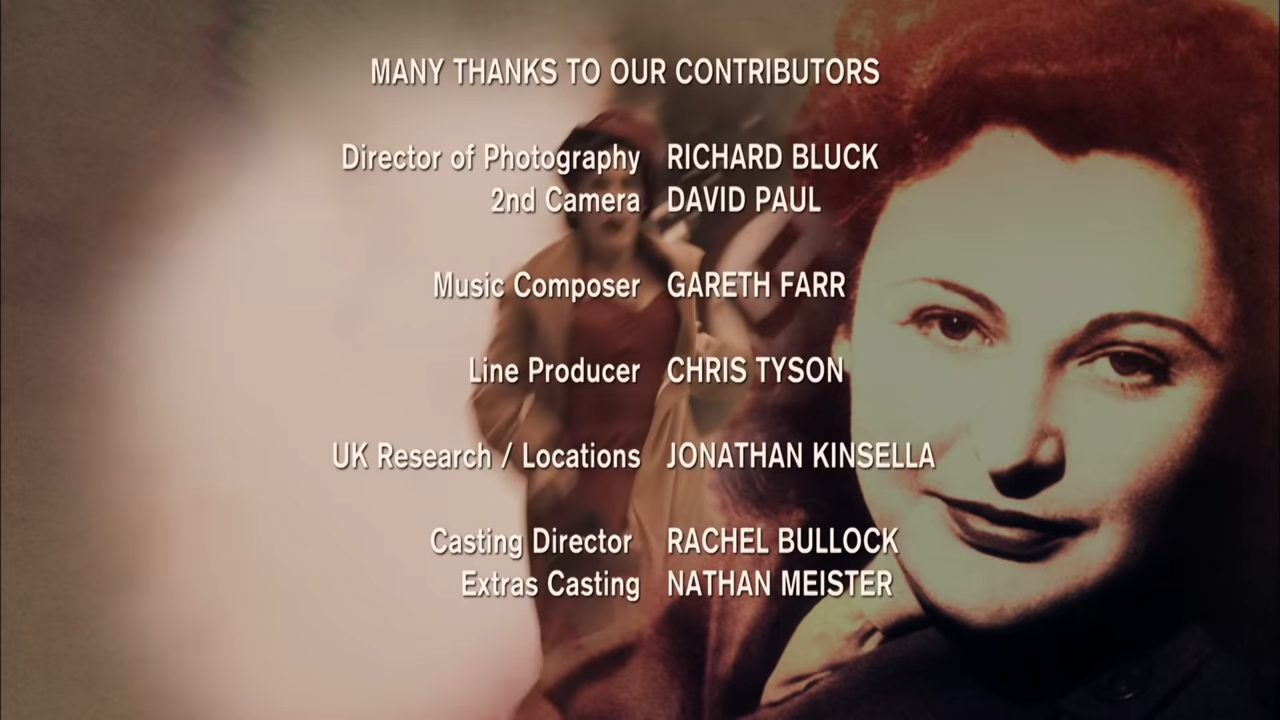 MANY THANKS TO OUR CONTRIBUTORS
Director of Photography RICHARD BLUCK
2nd Camera DAVID PAUL
Music Composer GARETH FARR
Line Producer CHRIS TYSON
UK Research / Locations JONATHAN KINSELLA
Casting Director RACHEL BULLOCK
Extras Casting NATHAN MEISTER